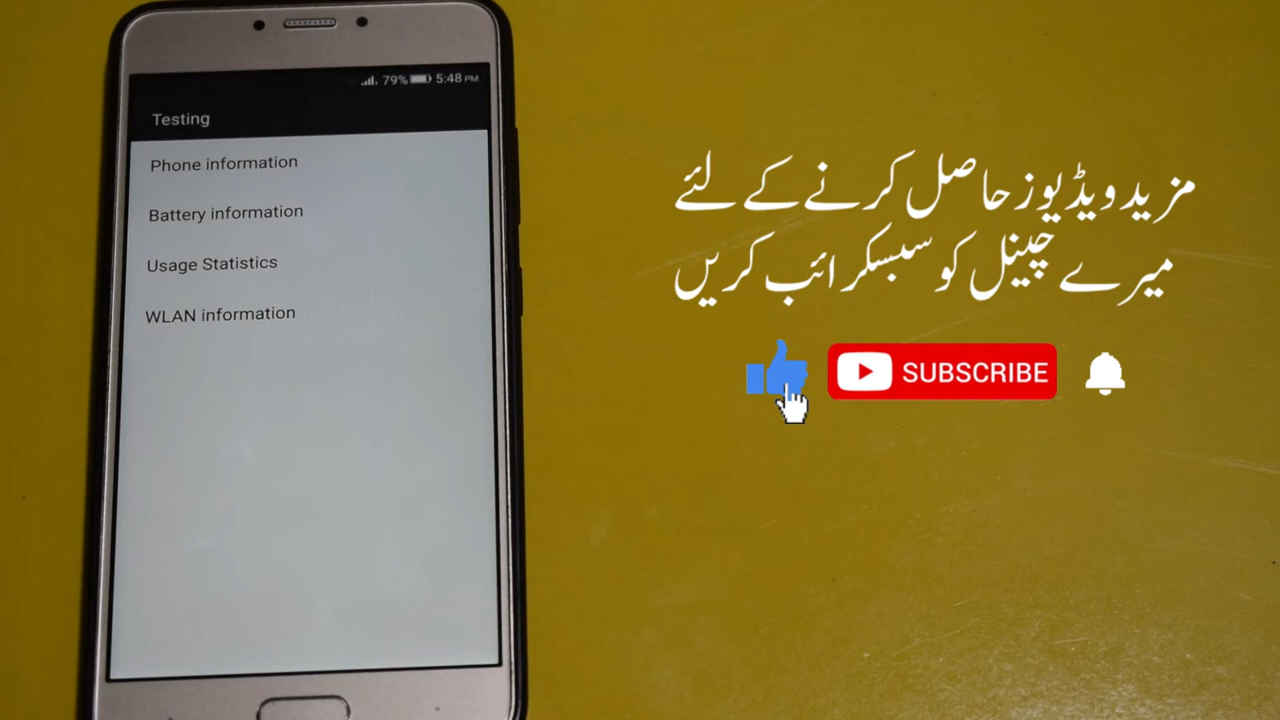 79% 5:48 PM
Testing
Phone information
Battery information
Usage Statistics
WLAN information
مزید ویڈیوز حاصل کرنے کے لئے
میرے چینل کو سبسکرائب کریں
SUBSCRIBE